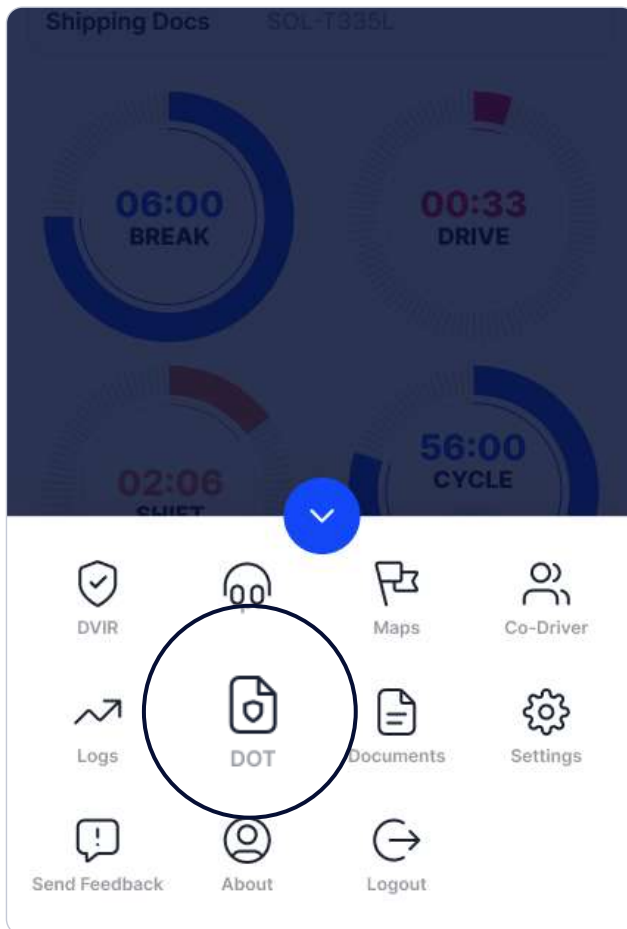 Shipping Docs SOL-T335L
06:00 00:33
BREAK DRIVE
02:06 56:00
SHIFT CYCLE
DVIR Maps Co-Driver
Logs DOT Documents Settings
Send Feedback About Logout